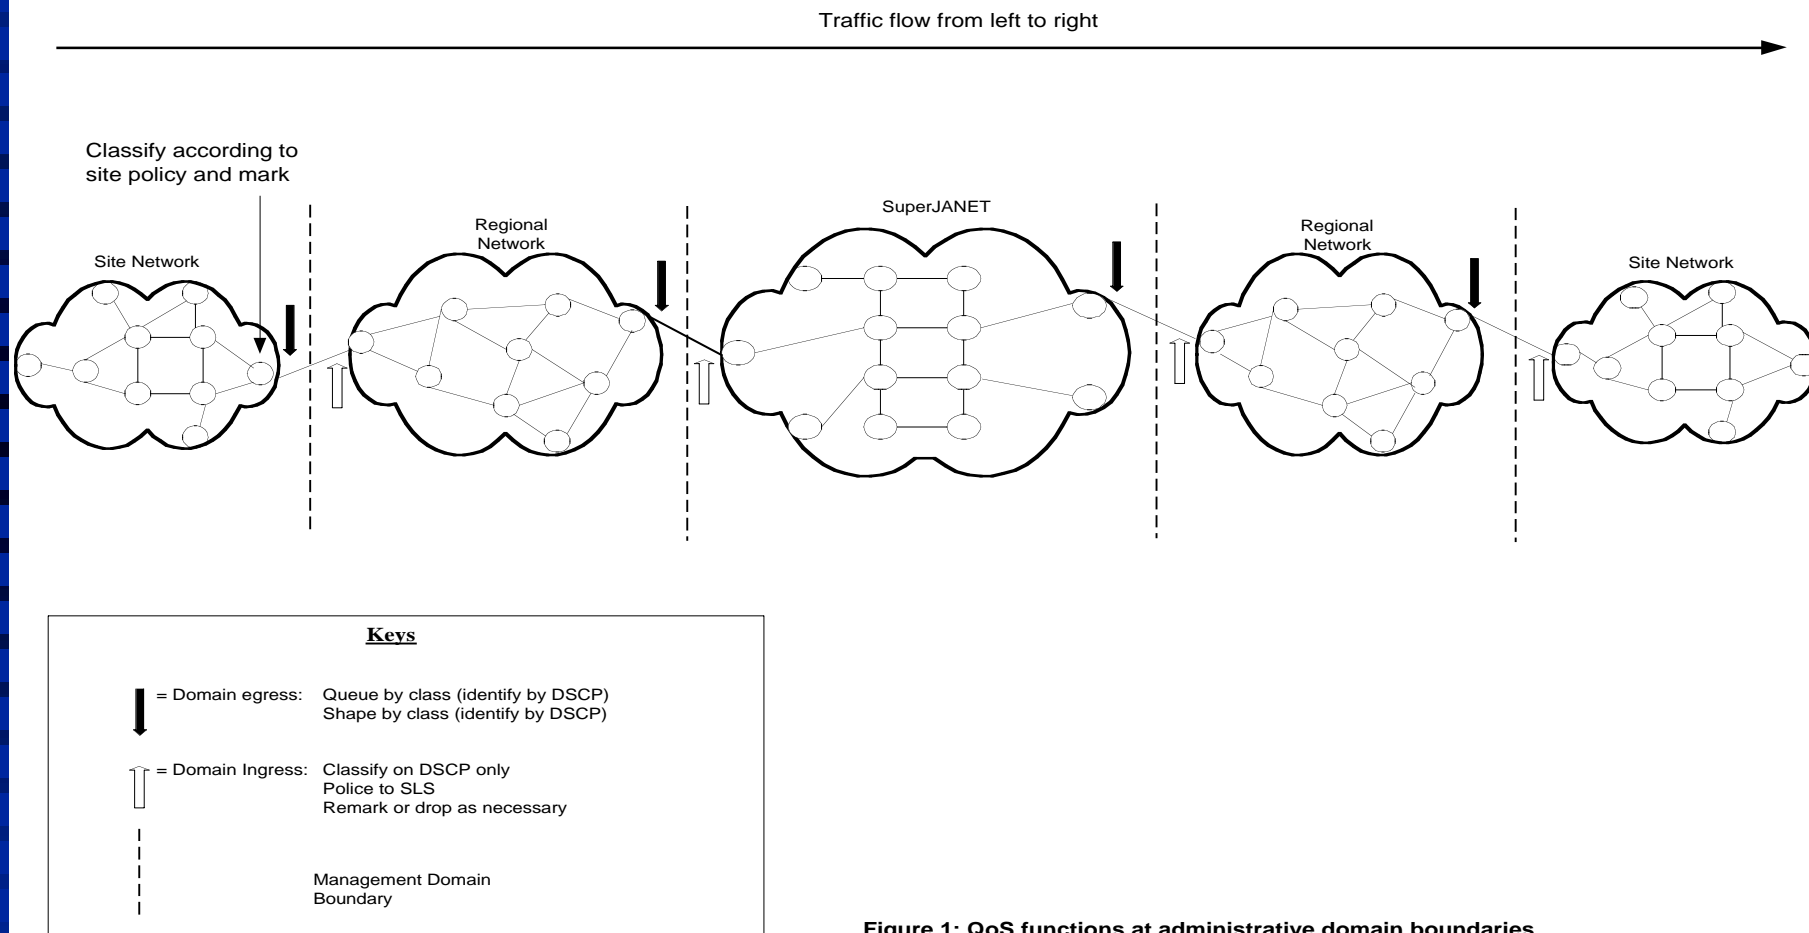 Traffic flow from left to right
Classify according to
site policy and mark
Site Network
Regional
Network
SuperJANET
Regional
Network
Site Network
Keys
= Domain egress: Queue by class (identify by DSCP)
Shape by class (identify by DSCP)
= Domain Ingress: Classify on DSCP only
Police to SLS
Remark or drop as necessary
Management Domain
Boundary
Figure 1: QoS functions at administrative domain boundaries